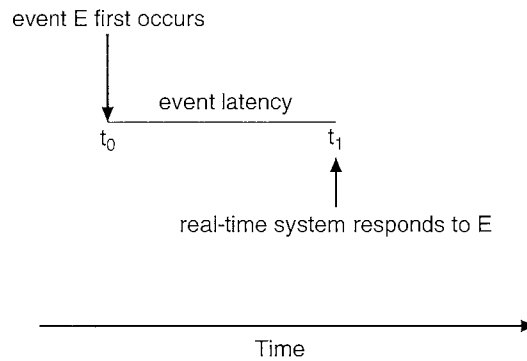 event E first occurs
event latency
t₀
t₁
real-time system responds to E
Time